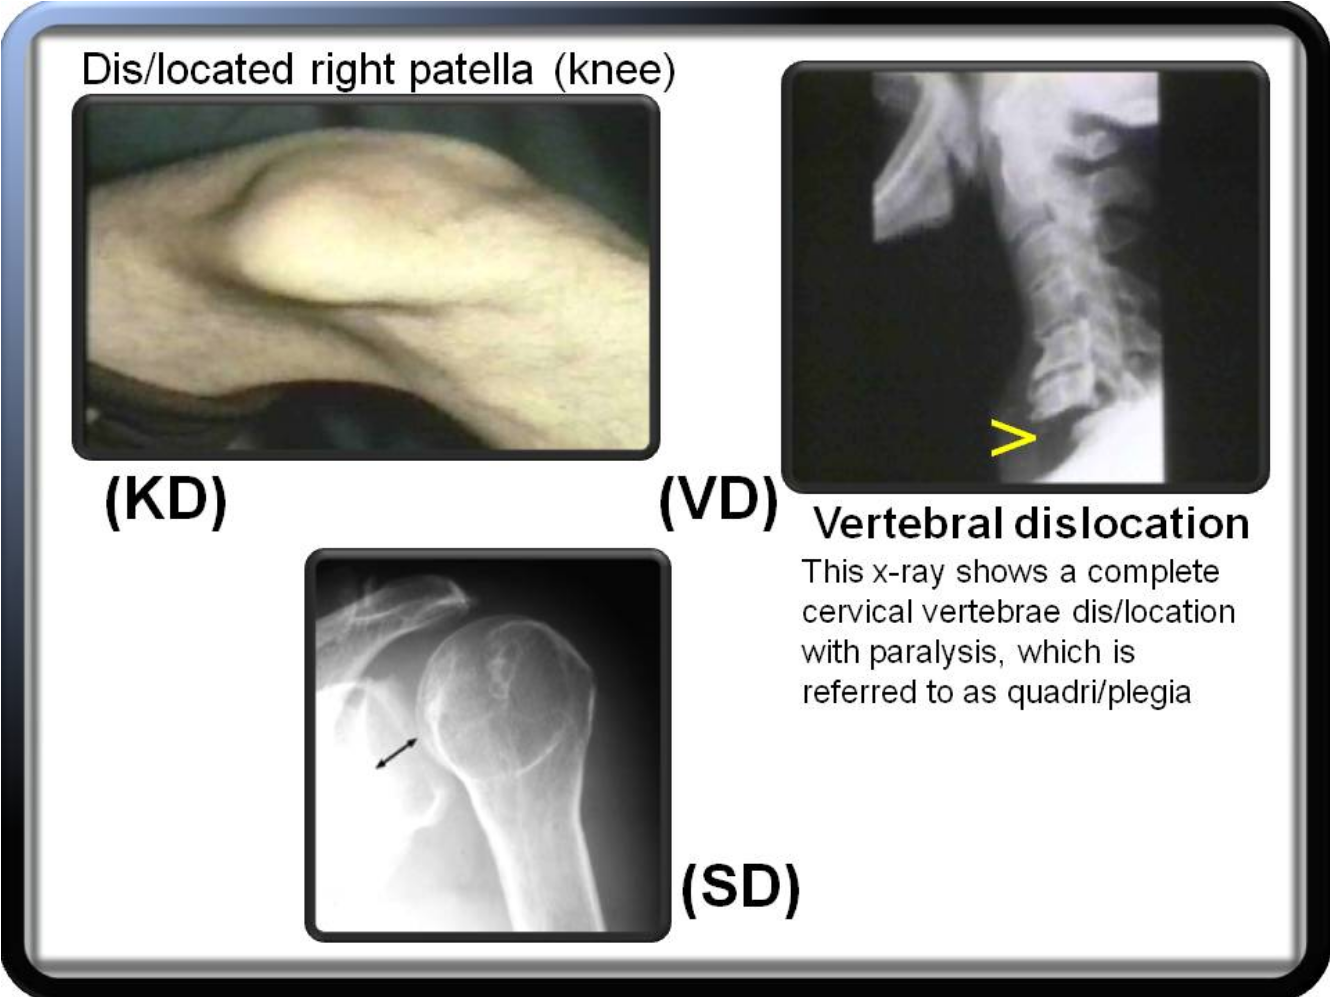 Dis/located right patella (knee)
>
(KD)
(VD)
Vertebral dislocation
This x-ray shows a complete
cervical vertebrae dis/location
with paralysis, which is
referred to as quadri/plegia
(SD)